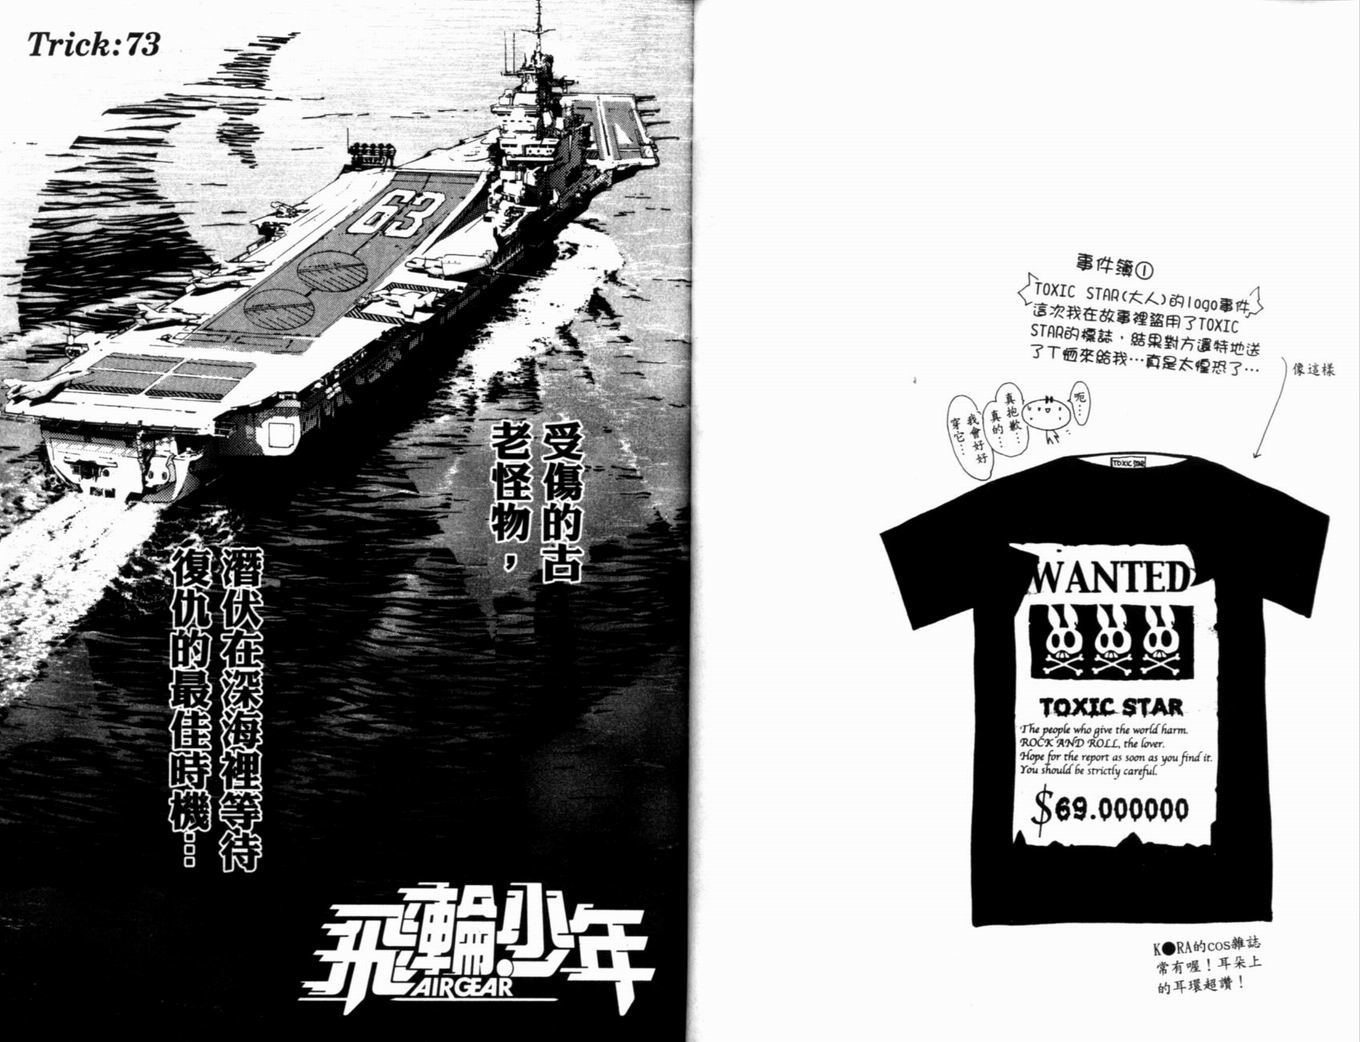 Trick:73
63
受傷的古
老怪物，
潛伏在深海裡等待
復仇的最佳時機…
飛輪少年
AIRGEAR
事件簿①
TOXIC STAR(大人)的logo事件
這次我在故事裡盜用了TOXIC
STAR的標誌，結果對方還特地送
了T恤來給我…真是太惶恐了…
像這樣
呃…
真抱歉…
真的…
我會好好
穿它…
TOXIC STAR
WANTED
TOXIC STAR
The people who give the world harm.
ROCK AND ROLL, the lover.
Hope for the report as soon as you find it.
You should be strictly careful.
$69.000000
K●RA的cos雜誌
常有喔！耳朵上
的耳環超讚！